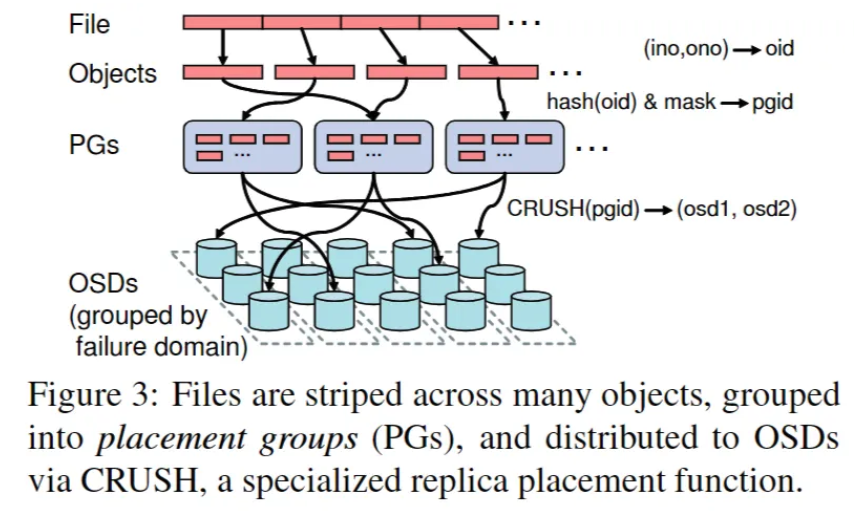 File
...
(ino,ono) → oid
Objects
...
hash(oid) & mask → pgid
PGs
... ... ...
...
CRUSH(pgid) → (osd1, osd2)
OSDs
(grouped by
failure domain)
Figure 3: Files are striped across many objects, grouped
into placement groups (PGs), and distributed to OSDs
via CRUSH, a specialized replica placement function.